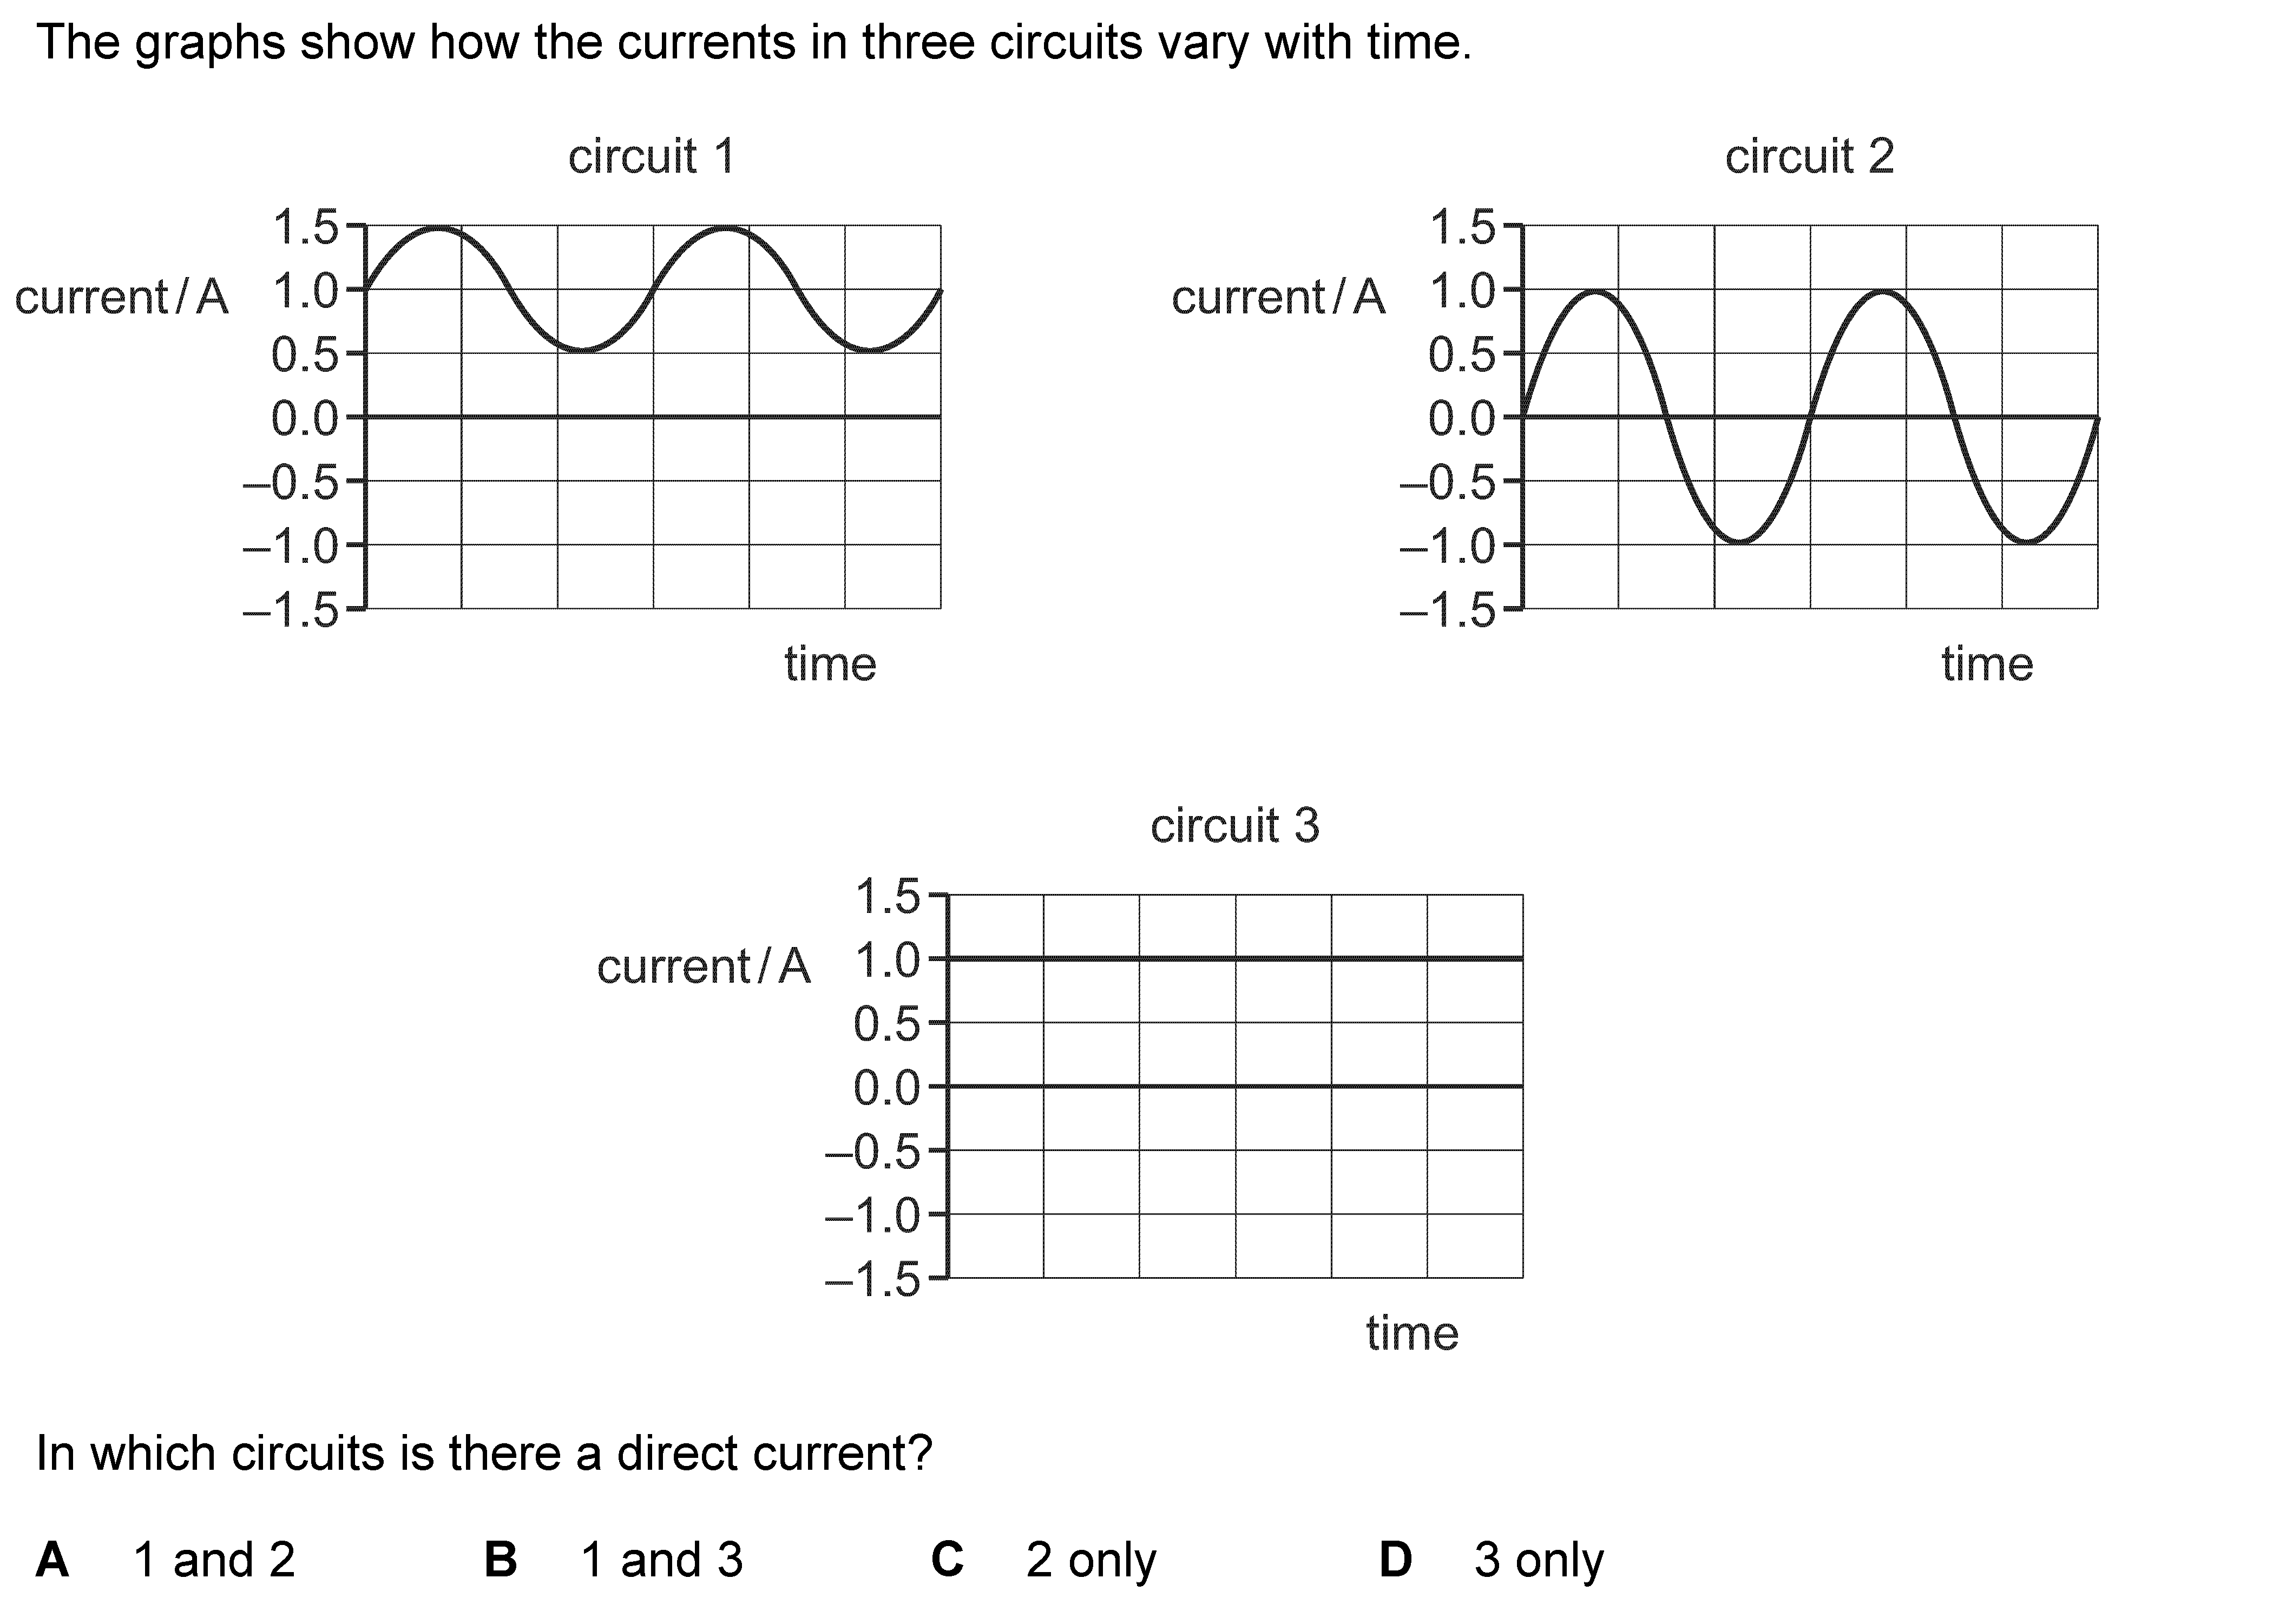 The graphs show how the currents in three circuits vary with time.
circuit 1
1.5
current / A 1.0
0.5
0.0
–0.5
–1.0
–1.5
time
circuit 2
1.5
current / A 1.0
0.5
0.0
–0.5
–1.0
–1.5
time
circuit 3
1.5
current / A 1.0
0.5
0.0
–0.5
–1.0
–1.5
time
In which circuits is there a direct current?
A 1 and 2 B 1 and 3 C 2 only D 3 only